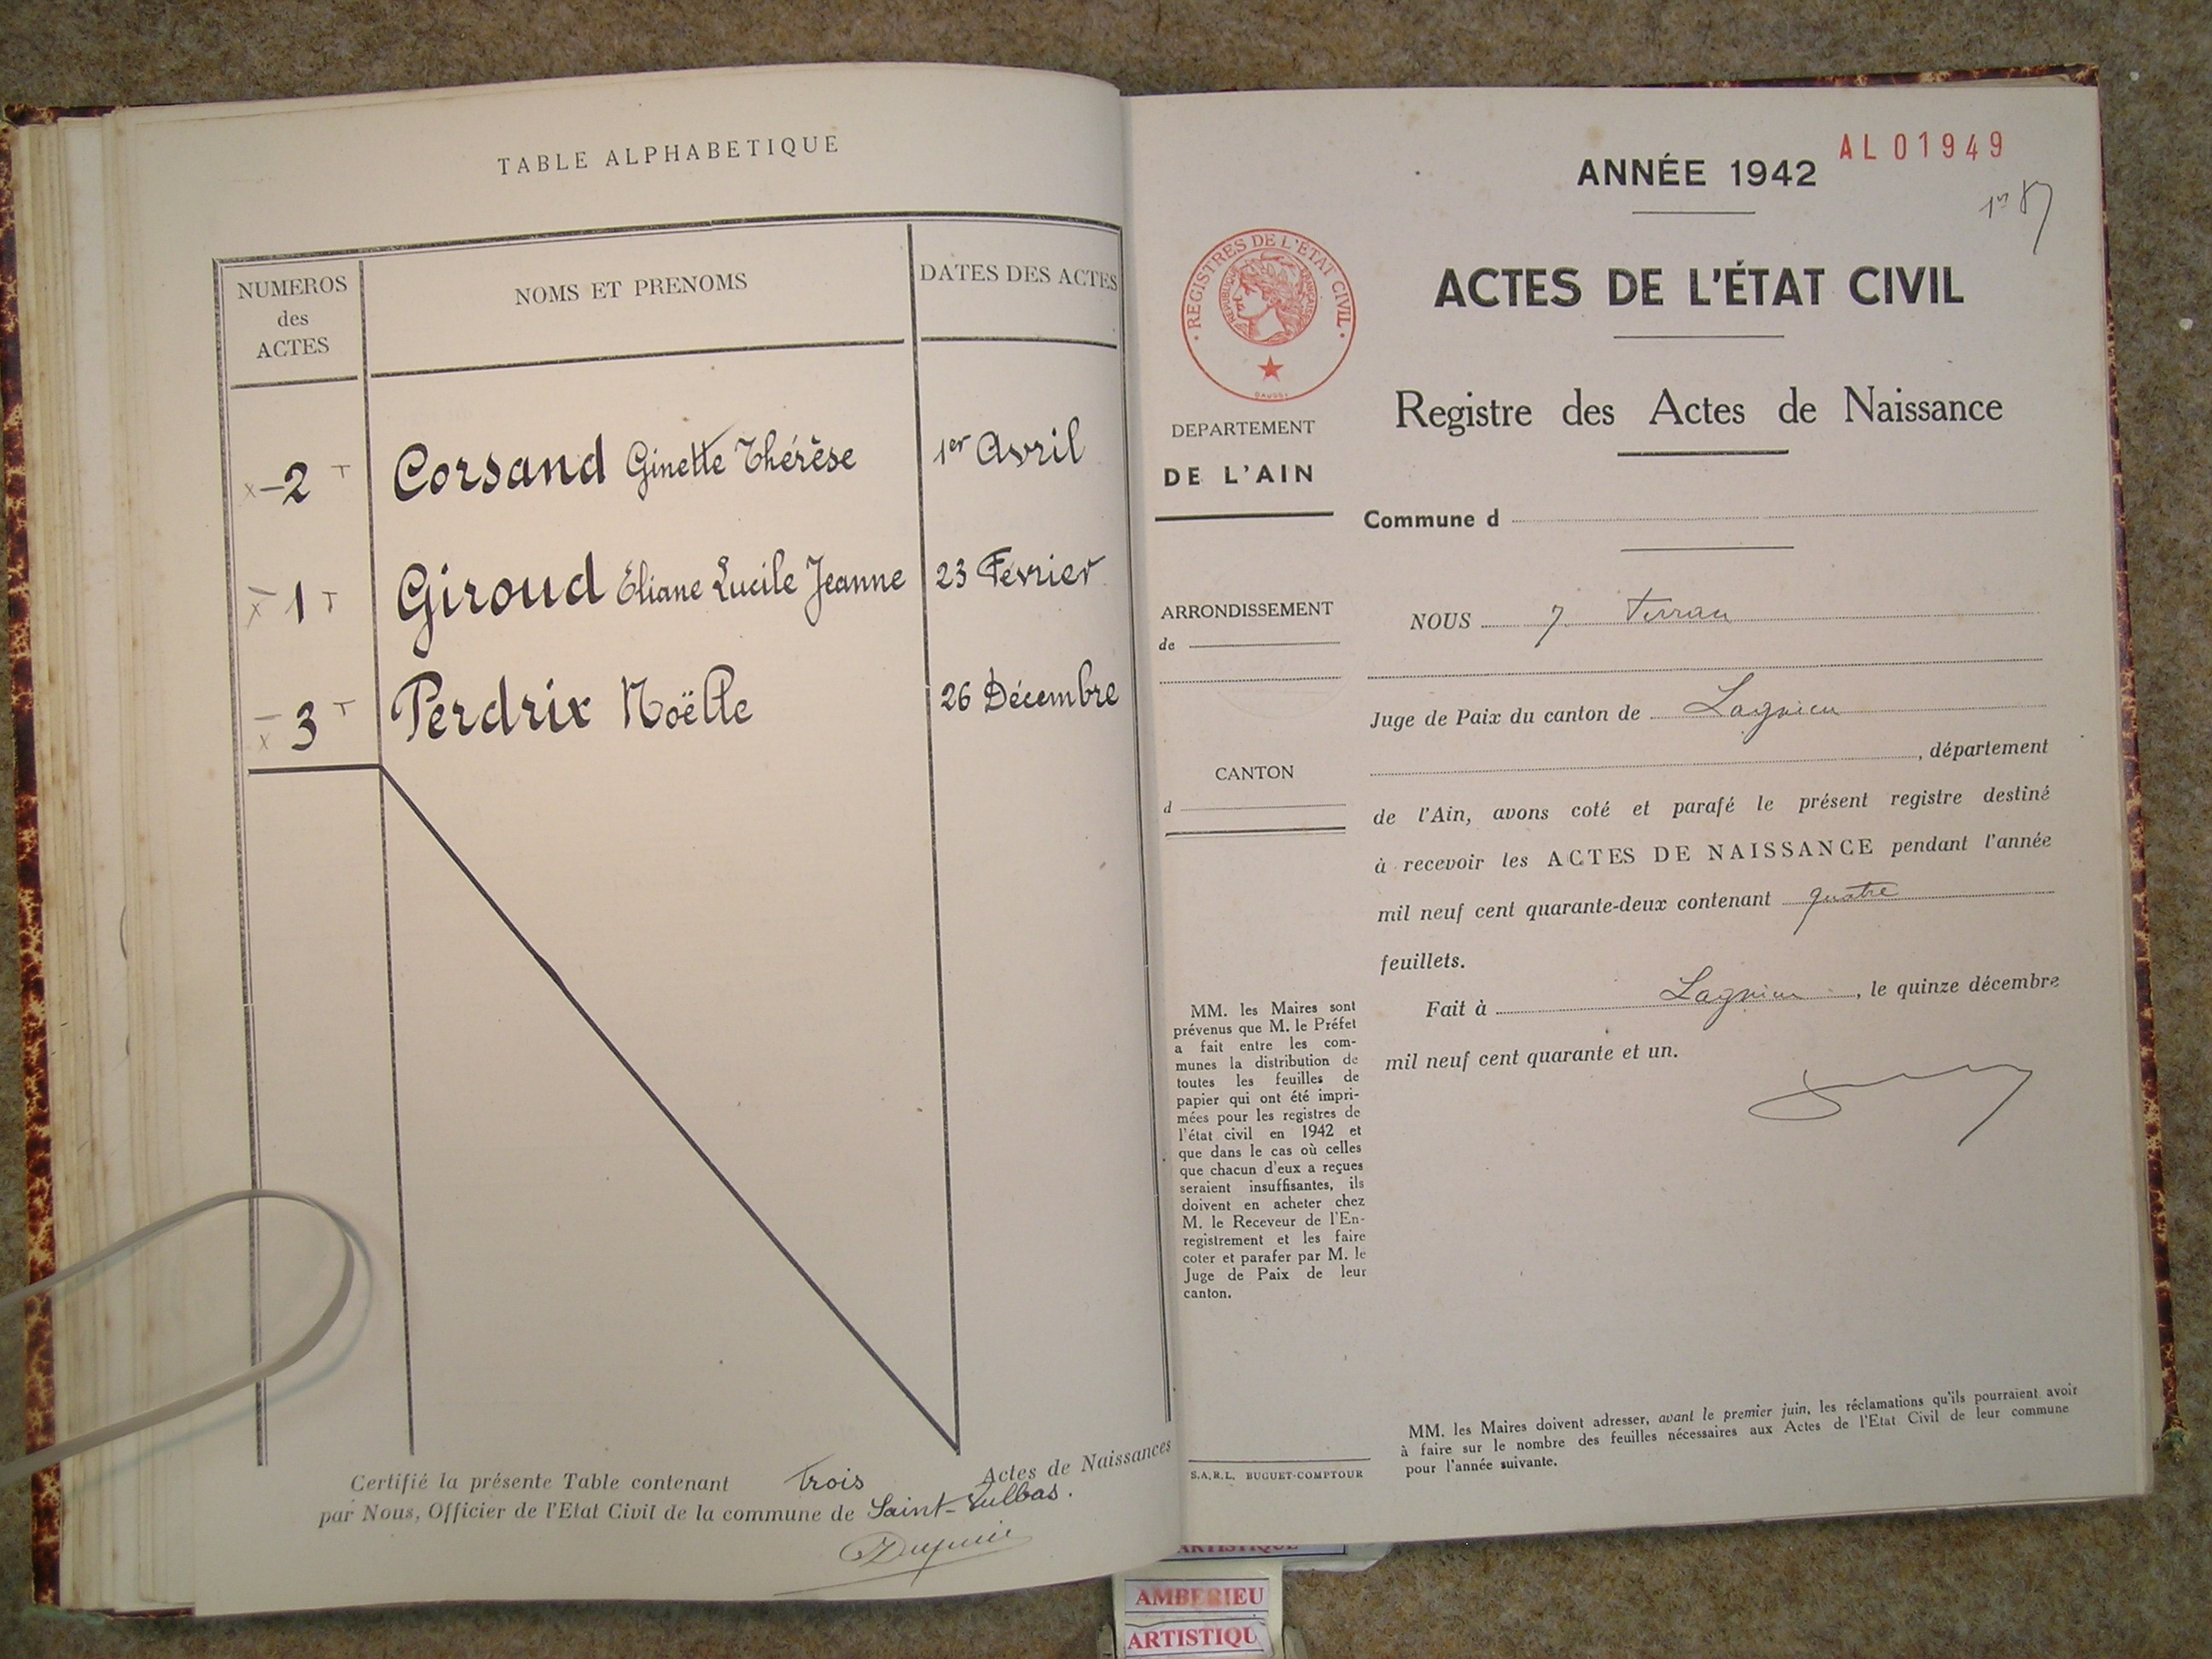 TABLE ALPHABETIQUE
NUMEROS
des
ACTES
NOMS ET PRENOMS
DATES DES ACTES
2 Corsand Ginette Thérèse 1er Avril
1 Giroud Éliane Lucile Jeanne 23 Février
3 Perdrix Noëlle 26 Décembre
Certifié la présente Table contenant trois Actes de Naissances
par Nous, Officier de l'Etat Civil de la commune de Saint-Vulbas.
ANNÉE 1942
AL01949
REGISTRES DE L'ÉTAT CIVIL
RÉPUBLIQUE FRANÇAISE
ACTES DE L'ÉTAT CIVIL
Registre des Actes de Naissance
DEPARTEMENT
DE L'AIN
Commune d
ARRONDISSEMENT
de
CANTON
d
NOUS J.
Juge de Paix du canton de Lagnieu
, département
de l'Ain, avons coté et parafé le présent registre destiné
à recevoir les ACTES DE NAISSANCE pendant l'année
mil neuf cent quarante-deux contenant quatre
feuillets.
Fait à Lagnieu, le quinze décembre
mil neuf cent quarante et un.
MM. les Maires sont
prévenus que M. le Préfet
a fait entre les com-
munes la distribution de
toutes les feuilles de
papier qui ont été impri-
mées pour les registres de
l'état civil en 1942 et
que dans le cas où celles
que chacun d'eux a reçues
seraient insuffisantes, ils
doivent en acheter chez
M. le Receveur de l'En-
registrement et les faire
coter et parafer par M. le
Juge de Paix de leur
canton.
S.A.R.L. BUGUET-COMPTOUR
MM. les Maires doivent adresser, avant le premier juin, les réclamations qu'ils pourraient avoir
à faire sur le nombre des feuilles nécessaires aux Actes de l'Etat Civil de leur commune
pour l'année suivante.
ARTISTIQUE
AMBERIEU
ARTISTIQU